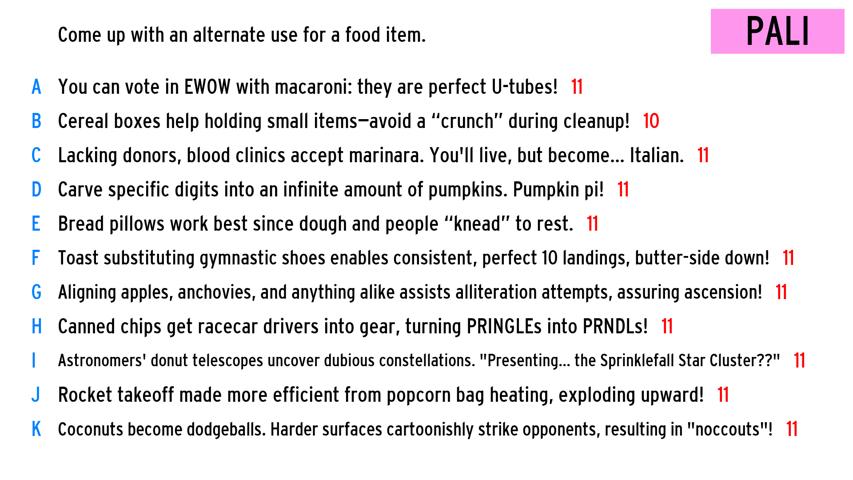 Come up with an alternate use for a food item.
PALI
A You can vote in EWOW with macaroni: they are perfect U-tubes! 11
B Cereal boxes help holding small items—avoid a “crunch” during cleanup! 10
C Lacking donors, blood clinics accept marinara. You'll live, but become... Italian. 11
D Carve specific digits into an infinite amount of pumpkins. Pumpkin pi! 11
E Bread pillows work best since dough and people “knead” to rest. 11
F Toast substituting gymnastic shoes enables consistent, perfect 10 landings, butter-side down! 11
G Aligning apples, anchovies, and anything alike assists alliteration attempts, assuring ascension! 11
H Canned chips get racecar drivers into gear, turning PRINGLEs into PRNDLs! 11
I Astronomers' donut telescopes uncover dubious constellations. "Presenting... the Sprinklefall Star Cluster??" 11
J Rocket takeoff made more efficient from popcorn bag heating, exploding upward! 11
K Coconuts become dodgeballs. Harder surfaces cartoonishly strike opponents, resulting in "noccouts"! 11